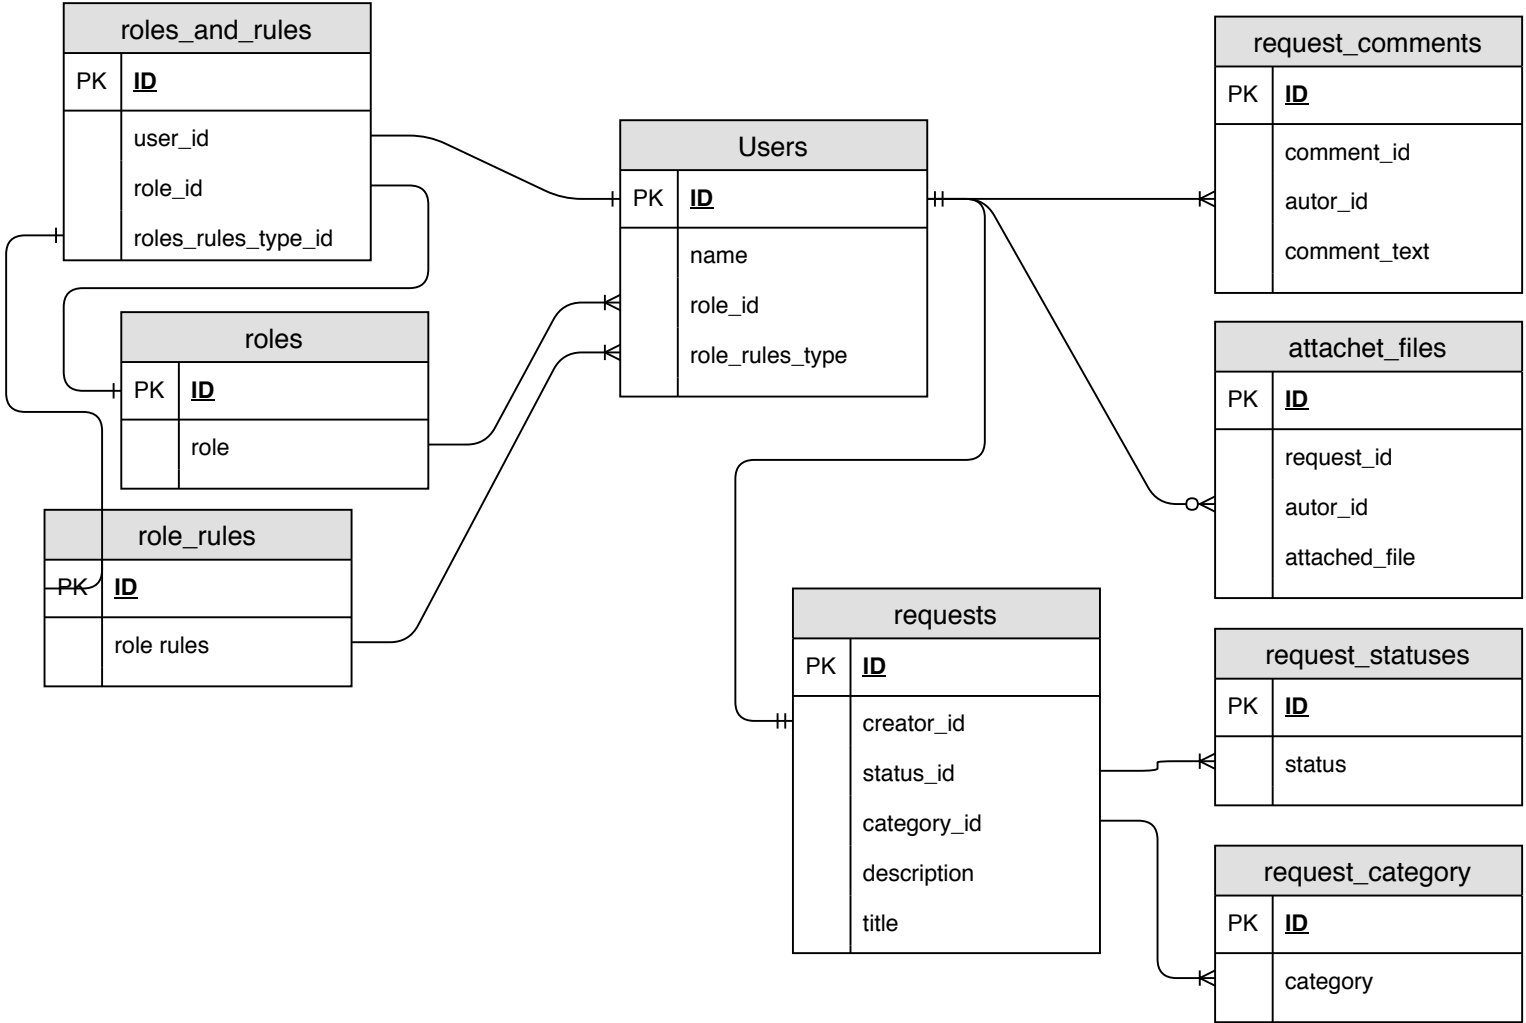 roles_and_rules
PK ID
user_id
role_id
roles_rules_type_id
roles
PK ID
role
role_rules
PK ID
role rules
Users
PK ID
name
role_id
role_rules_type
requests
PK ID
creator_id
status_id
category_id
description
title
request_comments
PK ID
comment_id
autor_id
comment_text
attachet_files
PK ID
request_id
autor_id
attached_file
request_statuses
PK ID
status
request_category
PK ID
category